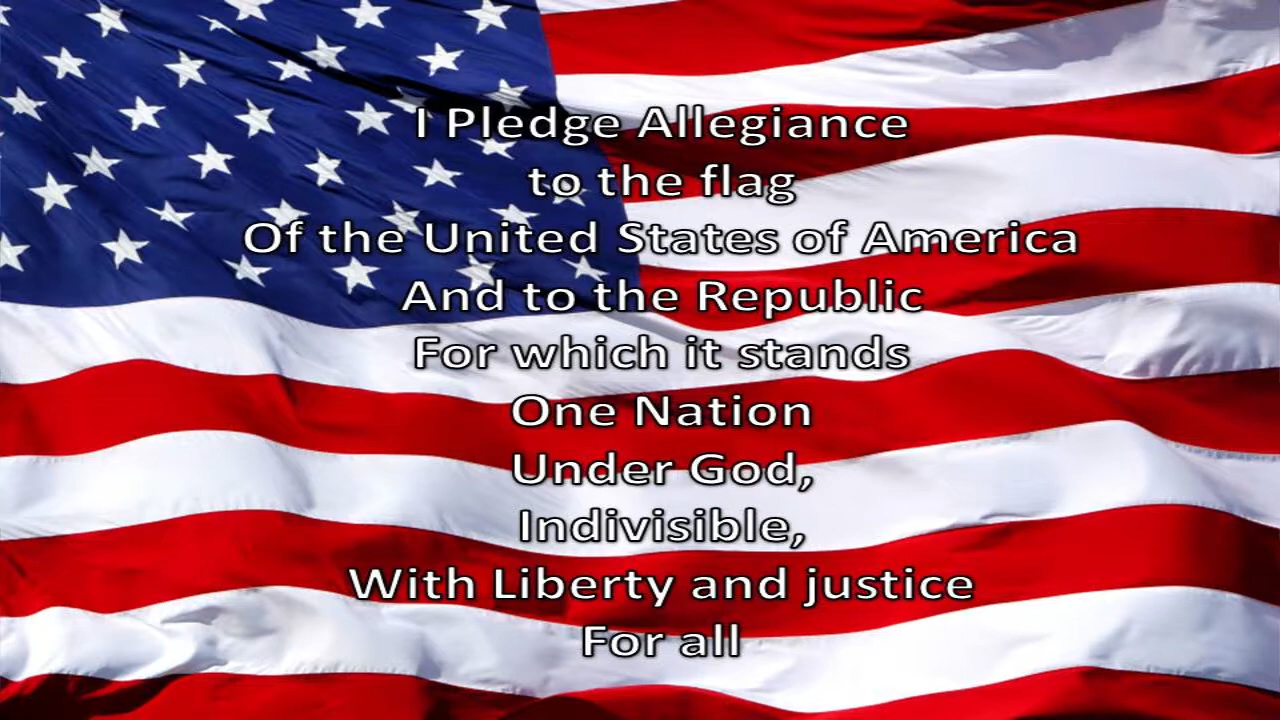 I Pledge Allegiance
to the flag
Of the United States of America
And to the Republic
For which it stands
One Nation
Under God,
Indivisible,
With Liberty and justice
For all